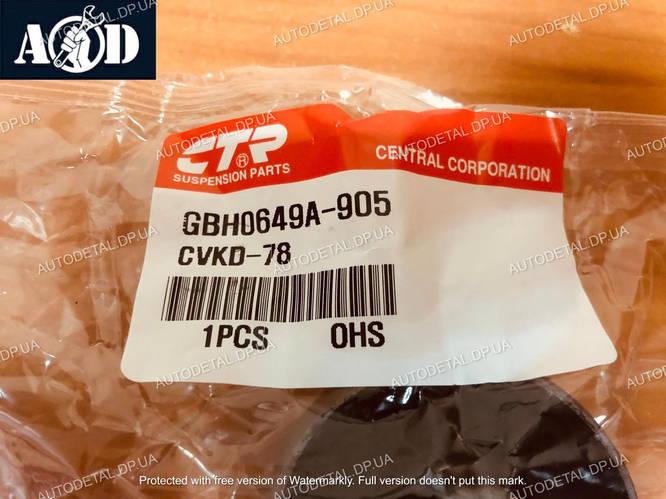 AOD
CTR
®
SUSPENSION PARTS
CENTRAL CORPORATION
GBH0649A-905
CVKD-78
1PCS OHS
AUTODETAL.DP.UA
Protected with free version of Watermarkly. Full version doesn't put this mark.